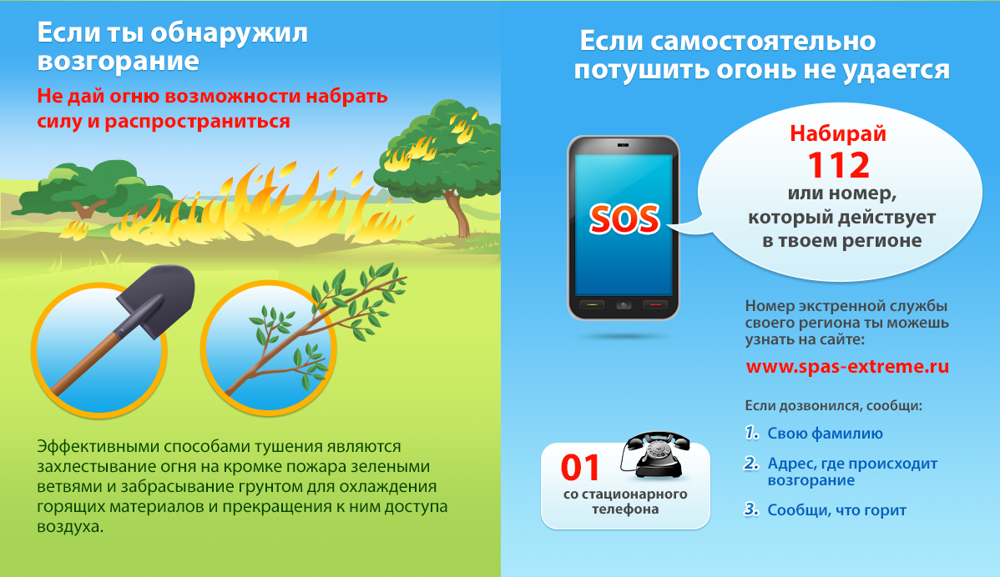 Если ты обнаружил
возгорание
Не дай огню возможности набрать
силу и распространиться
Эффективными способами тушения являются
захлестывание огня на кромке пожара зелеными
ветвями и забрасывание грунтом для охлаждения
горящих материалов и прекращения к ним доступа
воздуха.
Если самостоятельно
потушить огонь не удается
SOS
Набирай
112
или номер,
который действует
в твоем регионе
Номер экстренной службы
своего региона ты можешь
узнать на сайте:
www.spas-extreme.ru
Если дозвонился, сообщи:
1. Свою фамилию
2. Адрес, где происходит
возгорание
3. Сообщи, что горит
01
со стационарного
телефона